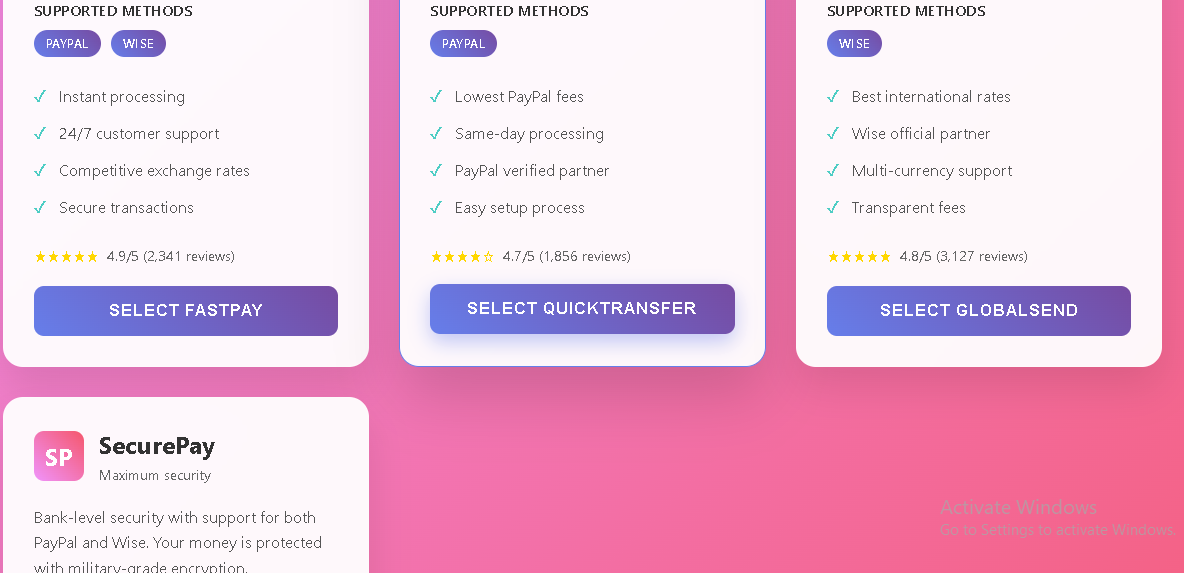 SUPPORTED METHODS
PAYPAL WISE
✓ Instant processing
✓ 24/7 customer support
✓ Competitive exchange rates
✓ Secure transactions
★★★★★ 4.9/5 (2,341 reviews)
SELECT FASTPAY
SUPPORTED METHODS
PAYPAL
✓ Lowest PayPal fees
✓ Same-day processing
✓ PayPal verified partner
✓ Easy setup process
★★★★☆ 4.7/5 (1,856 reviews)
SELECT QUICKTRANSFER
SUPPORTED METHODS
WISE
✓ Best international rates
✓ Wise official partner
✓ Multi-currency support
✓ Transparent fees
★★★★★ 4.8/5 (3,127 reviews)
SELECT GLOBALSEND
SP
SecurePay
Maximum security
Bank-level security with support for both
PayPal and Wise. Your money is protected
with military-grade encryption.
Activate Windows
Go to Settings to activate Windows.